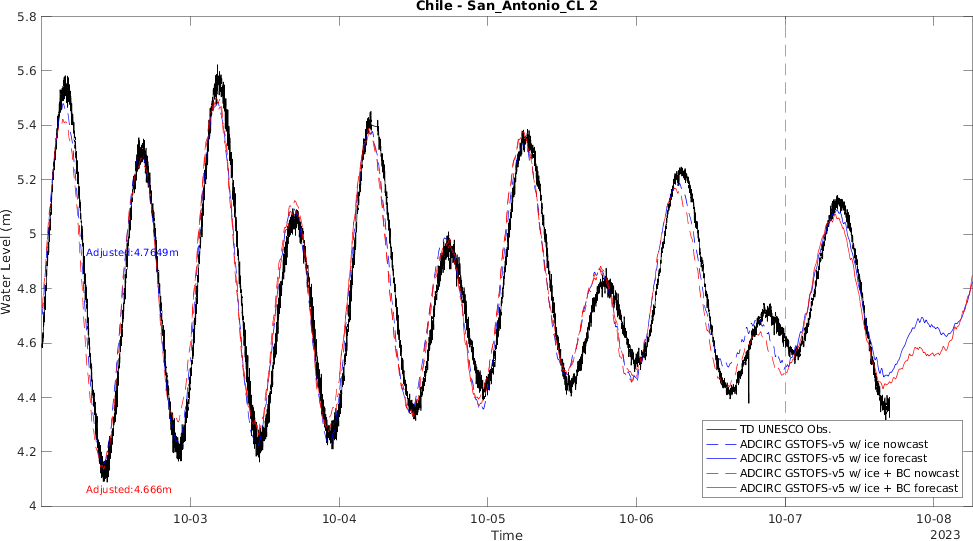 Chile - San_Antonio_CL 2
5.8
5.6
5.4
5.2
5
4.8
4.6
4.4
4.2
4
Water Level (m)
Adjusted:4.7649m
Adjusted:4.666m
TD UNESCO Obs.
ADCIRC GSTOFS-v5 w/ ice nowcast
ADCIRC GSTOFS-v5 w/ ice forecast
ADCIRC GSTOFS-v5 w/ ice + BC nowcast
ADCIRC GSTOFS-v5 w/ ice + BC forecast
10-03 10-04 10-05 10-06 10-07 10-08
Time
2023